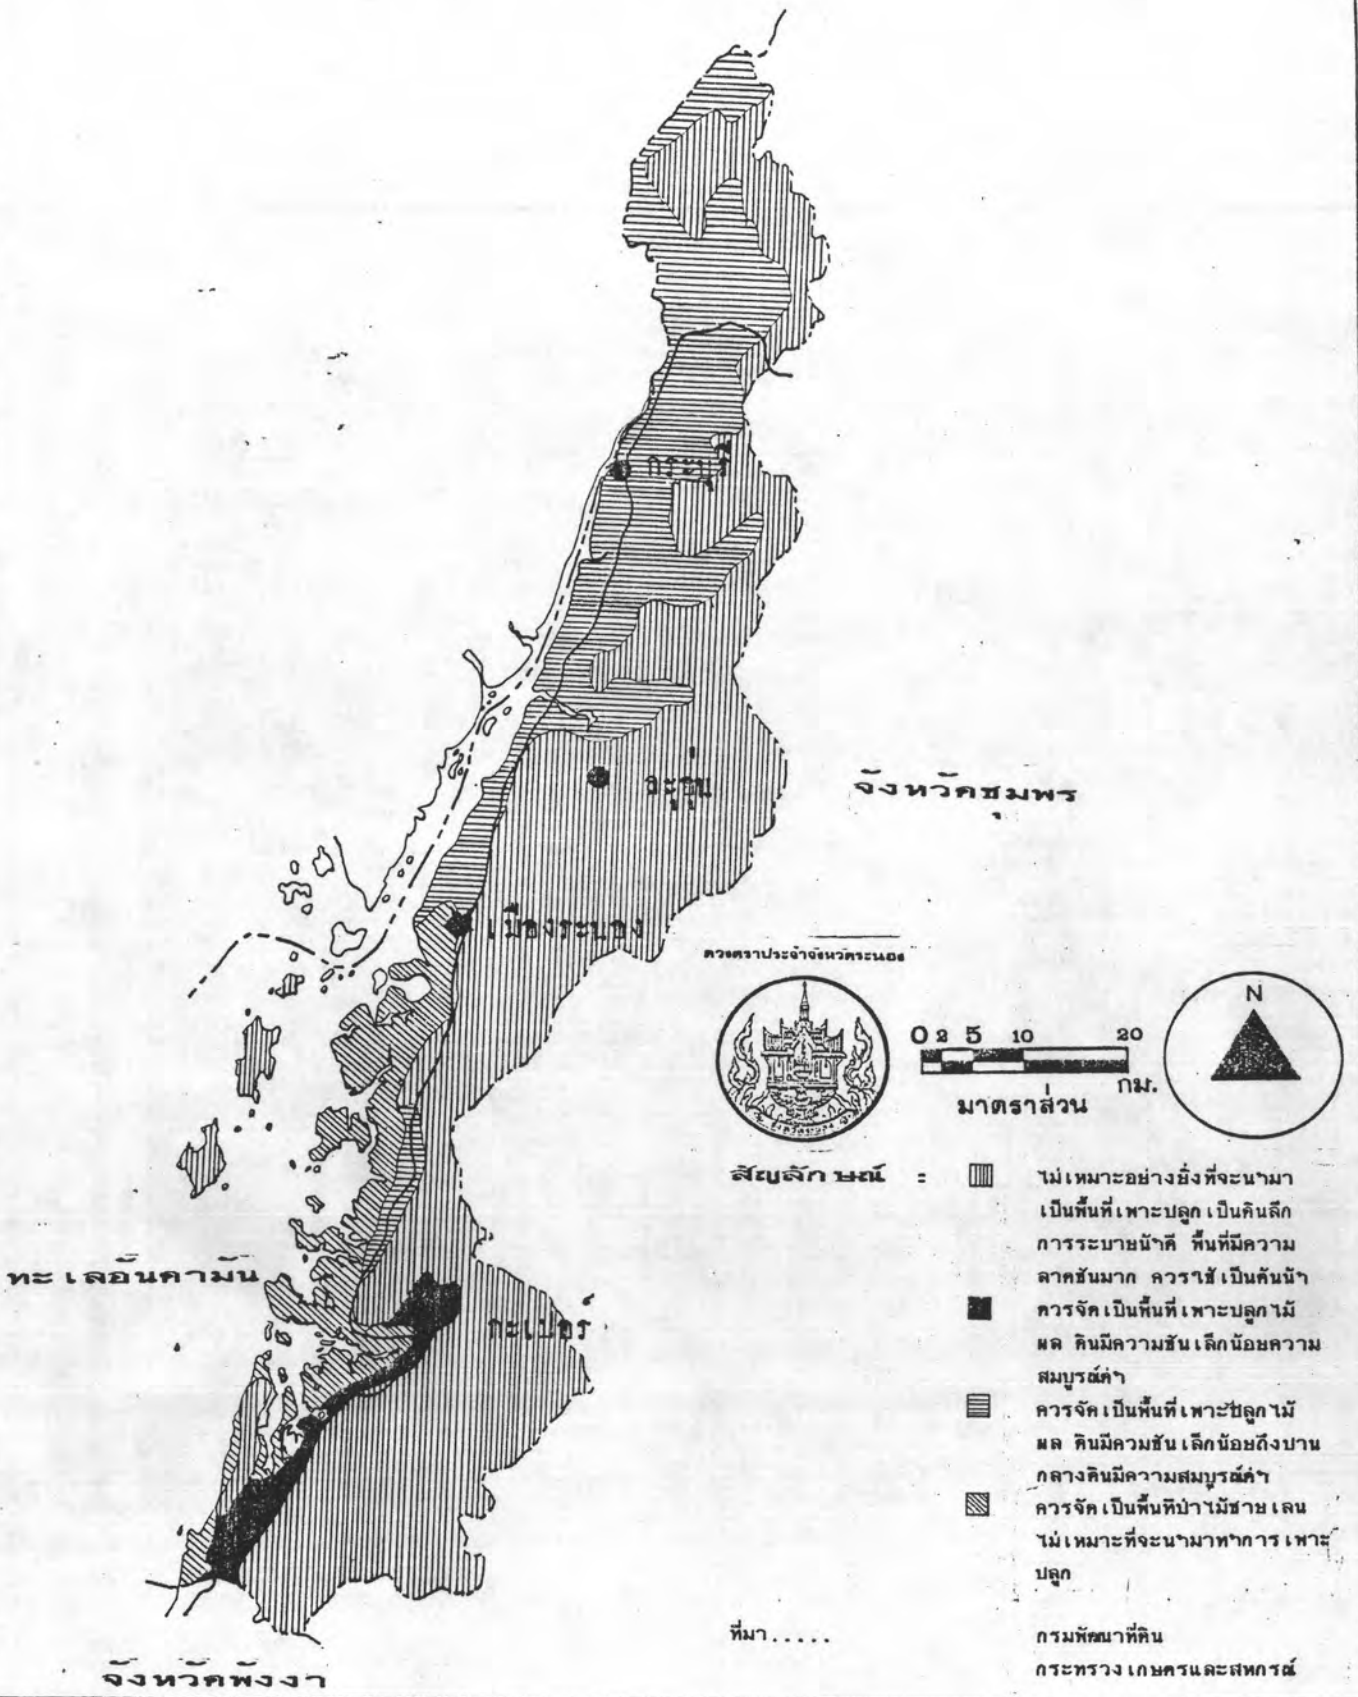 กระบุรี
ละอุ่น
จังหวัดชุมพร
เมืองระนอง
ดวงตราประจำจังหวัดระนอง
N
0 2 5 10 20
กม.
มาตราส่วน
สัญลักษณ์ :
ไม่เหมาะอย่างยิ่งที่จะนำมา
เป็นพื้นที่เพาะปลูก เป็นดินลึก
การระบายน้ำดี พื้นที่มีความ
ลาดชันมาก ควรใช้เป็นต้นน้ำ
ทะเลอันดามัน
ควรจัดเป็นพื้นที่เพาะปลูกไม้
ผล ดินมีความชันเล็กน้อยความ
สมบูรณ์ต่ำ
กะเปอร์
ควรจัดเป็นพื้นที่เพาะปลูกไม้
ผล ดินมีควมชันเล็กน้อยถึงปาน
กลางดินมีความสมบูรณ์ต่ำ
ควรจัดเป็นพื้นที่ป่าไม้ชายเลน
ไม่เหมาะที่จะนำมาทำการเพาะ
ปลูก
ที่มา.....
กรมพัฒนาที่ดิน
กระทรวงเกษตรและสหกรณ์
จังหวัดพังงา